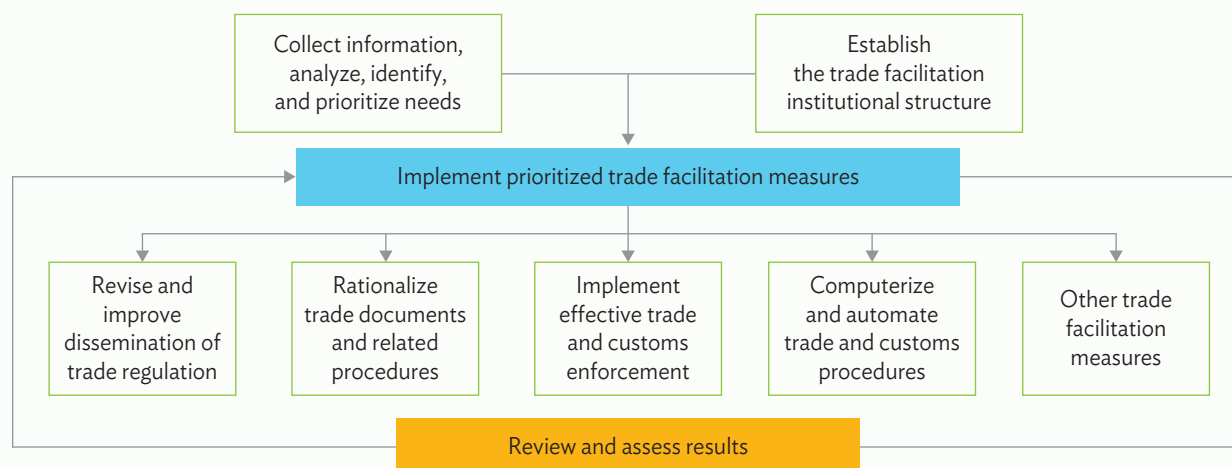 Collect information,
analyze, identify,
and prioritize needs
Establish
the trade facilitation
institutional structure
Implement prioritized trade facilitation measures
Revise and
improve
dissemination of
trade regulation
Rationalize
trade documents
and related
procedures
Implement
effective trade
and customs
enforcement
Computerize
and automate
trade and customs
procedures
Other trade
facilitation
measures
Review and assess results